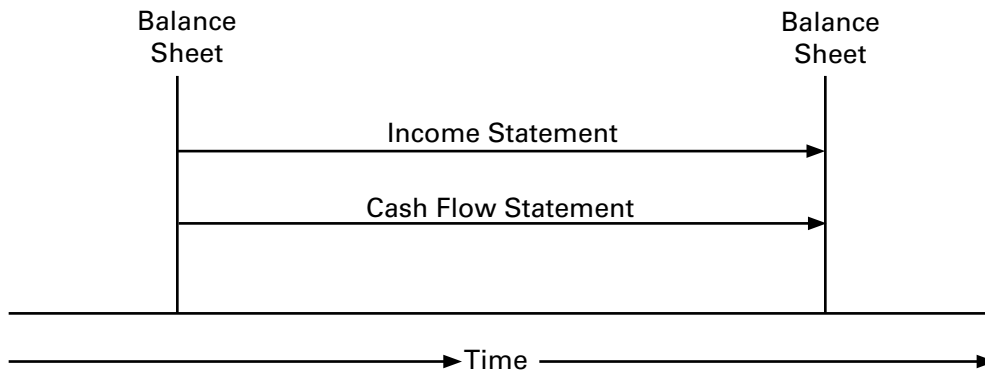 Balance
Sheet
Balance
Sheet
Income Statement
Cash Flow Statement
Time